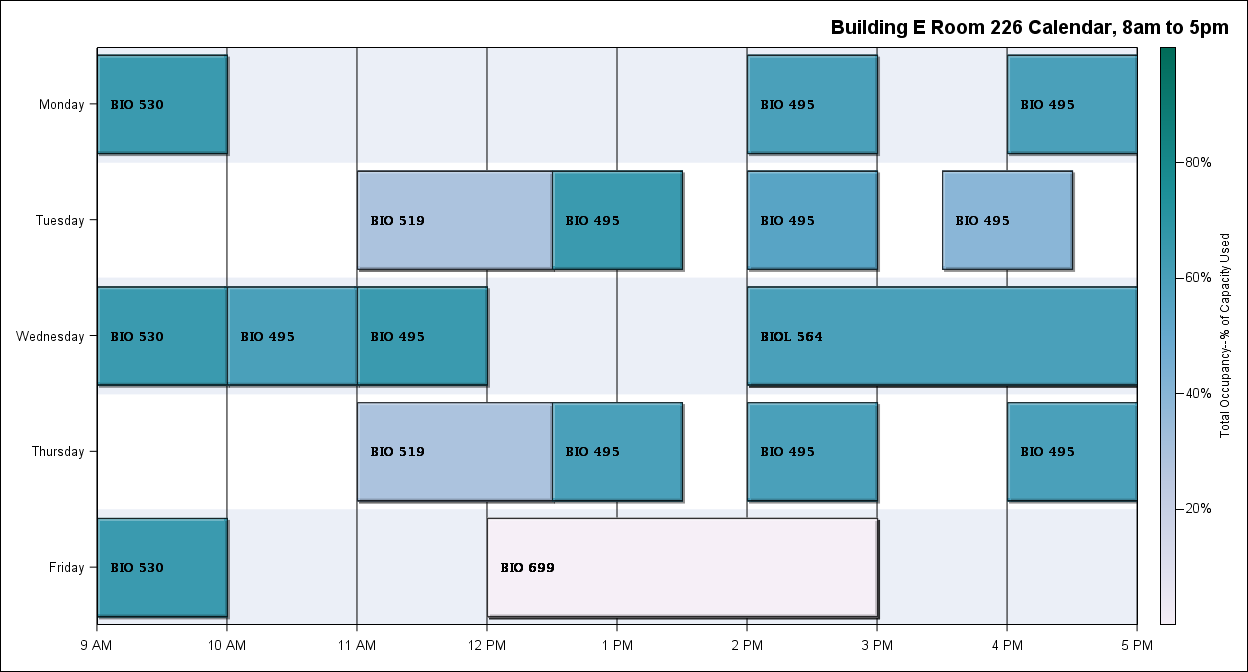 Building E Room 226 Calendar, 8am to 5pm
Monday
BIO 530
BIO 495
BIO 495
Tuesday
BIO 519
BIO 495
BIO 495
BIO 495
Wednesday
BIO 530
BIO 495
BIO 495
BIOL 564
Thursday
BIO 519
BIO 495
BIO 495
BIO 495
Friday
BIO 530
BIO 699
9 AM
10 AM
11 AM
12 PM
1 PM
2 PM
3 PM
4 PM
5 PM
80%
60%
40%
20%
Total Occupancy--% of Capacity Used